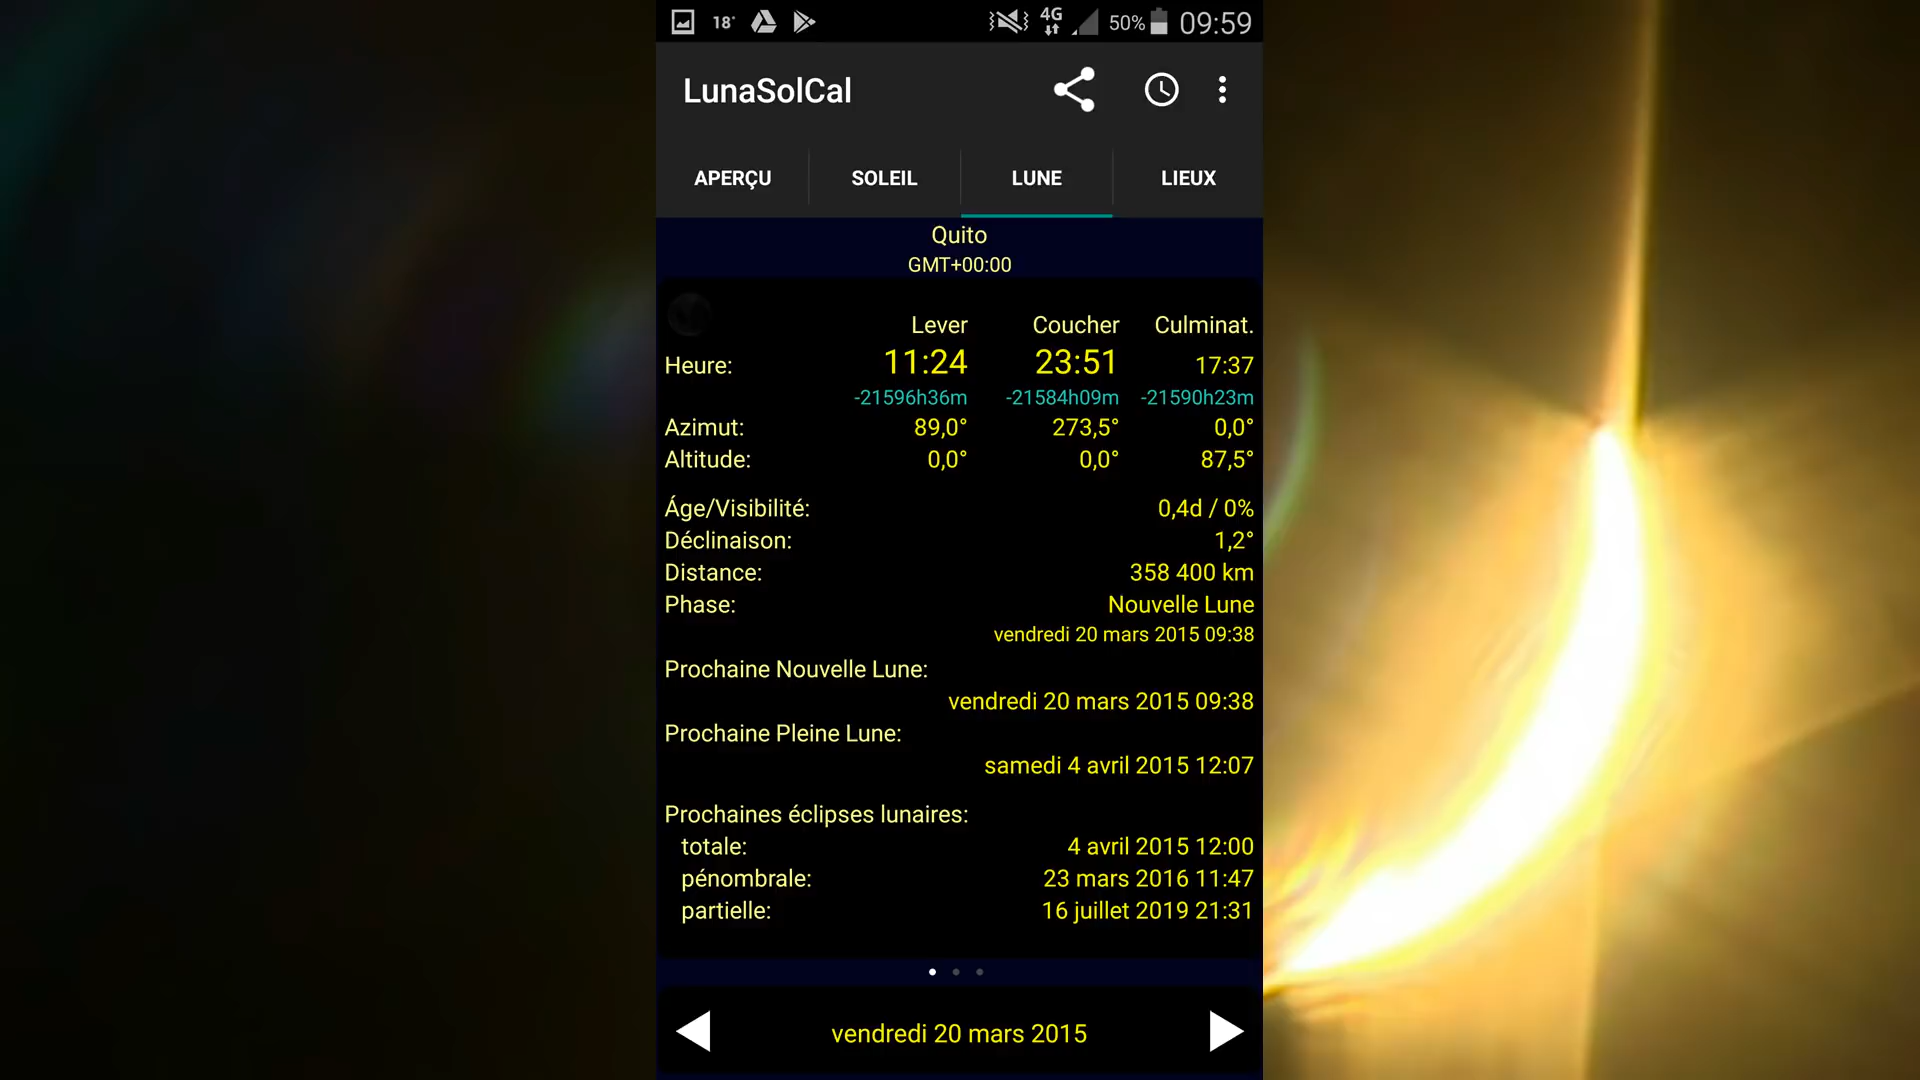 18° 4G 50% 09:59
LunaSolCal
APERÇU SOLEIL LUNE LIEUX
Quito
GMT+00:00
Lever Coucher Culminat.
Heure: 11:24 23:51 17:37
-21596h36m -21584h09m -21590h23m
Azimut: 89,0° 273,5° 0,0°
Altitude: 0,0° 0,0° 87,5°
Áge/Visibilité: 0,4d / 0%
Déclinaison: 1,2°
Distance: 358 400 km
Phase: Nouvelle Lune
vendredi 20 mars 2015 09:38
Prochaine Nouvelle Lune:
vendredi 20 mars 2015 09:38
Prochaine Pleine Lune:
samedi 4 avril 2015 12:07
Prochaines éclipses lunaires:
totale: 4 avril 2015 12:00
pénombrale: 23 mars 2016 11:47
partielle: 16 juillet 2019 21:31
vendredi 20 mars 2015